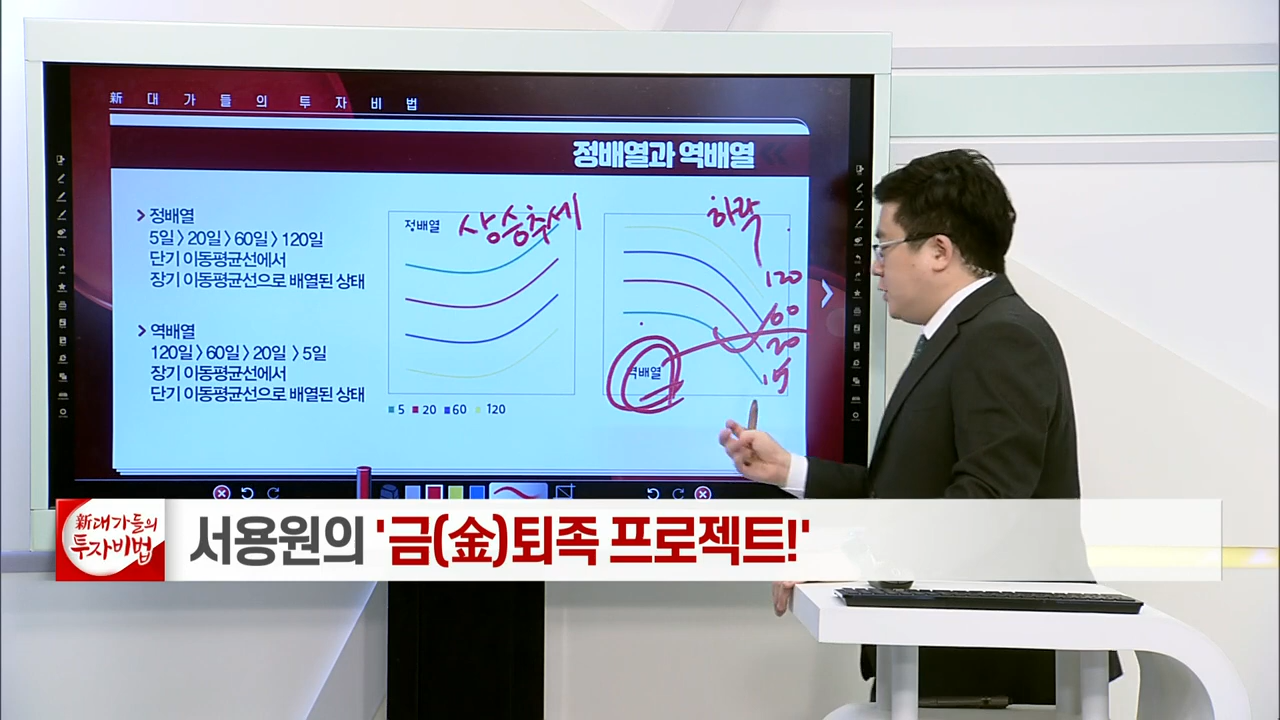 新 대 가 들 의 투 자 비 법
정배열과 역배열
> 정배열
5일 > 20일 > 60일 > 120일
단기 이동평균선에서
장기 이동평균선으로 배열된 상태
> 역배열
120일 > 60일 > 20일 > 5일
장기 이동평균선에서
단기 이동평균선으로 배열된 상태
정배열
상승추세
5 20 60 120
하락
120
60
20
5
역배열
新대가들의
투자비법
서용원의 '금(金)퇴족 프로젝트!'